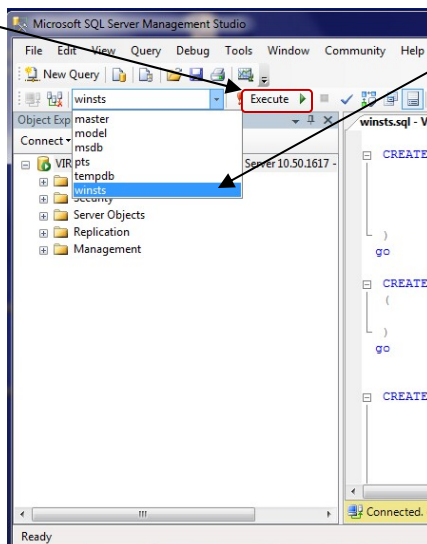 Microsoft SQL Server Management Studio
File Edit View Query Debug Tools Window Community Help
New Query
winsts Execute
Object Exp winsts.sql - V
master
model
msdb
pts
tempdb
winsts
Connect
VIR Server 10.50.1617 -
Security
Server Objects
Replication
Management
CREATE
)
go
CREATE
(
)
go
CREATE
Connected.
Ready